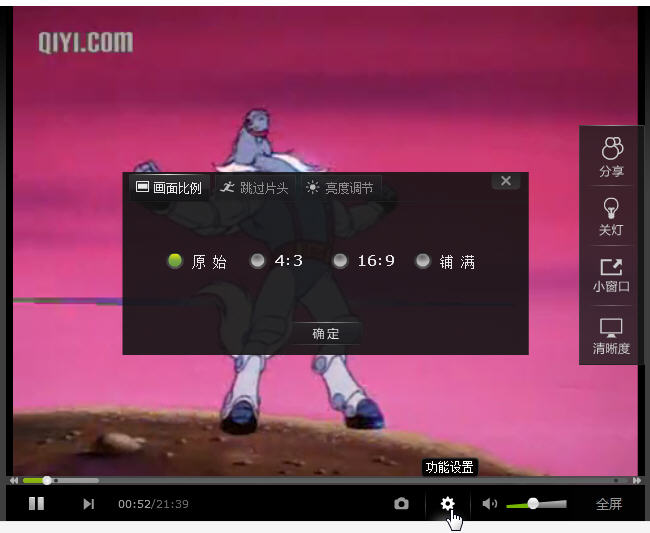 QIYI.COM
画面比例 跳过片头 亮度调节
原始 4:3 16:9 铺满
确定
分享
关灯
小窗口
清晰度
功能设置
00:52/21:39
全屏